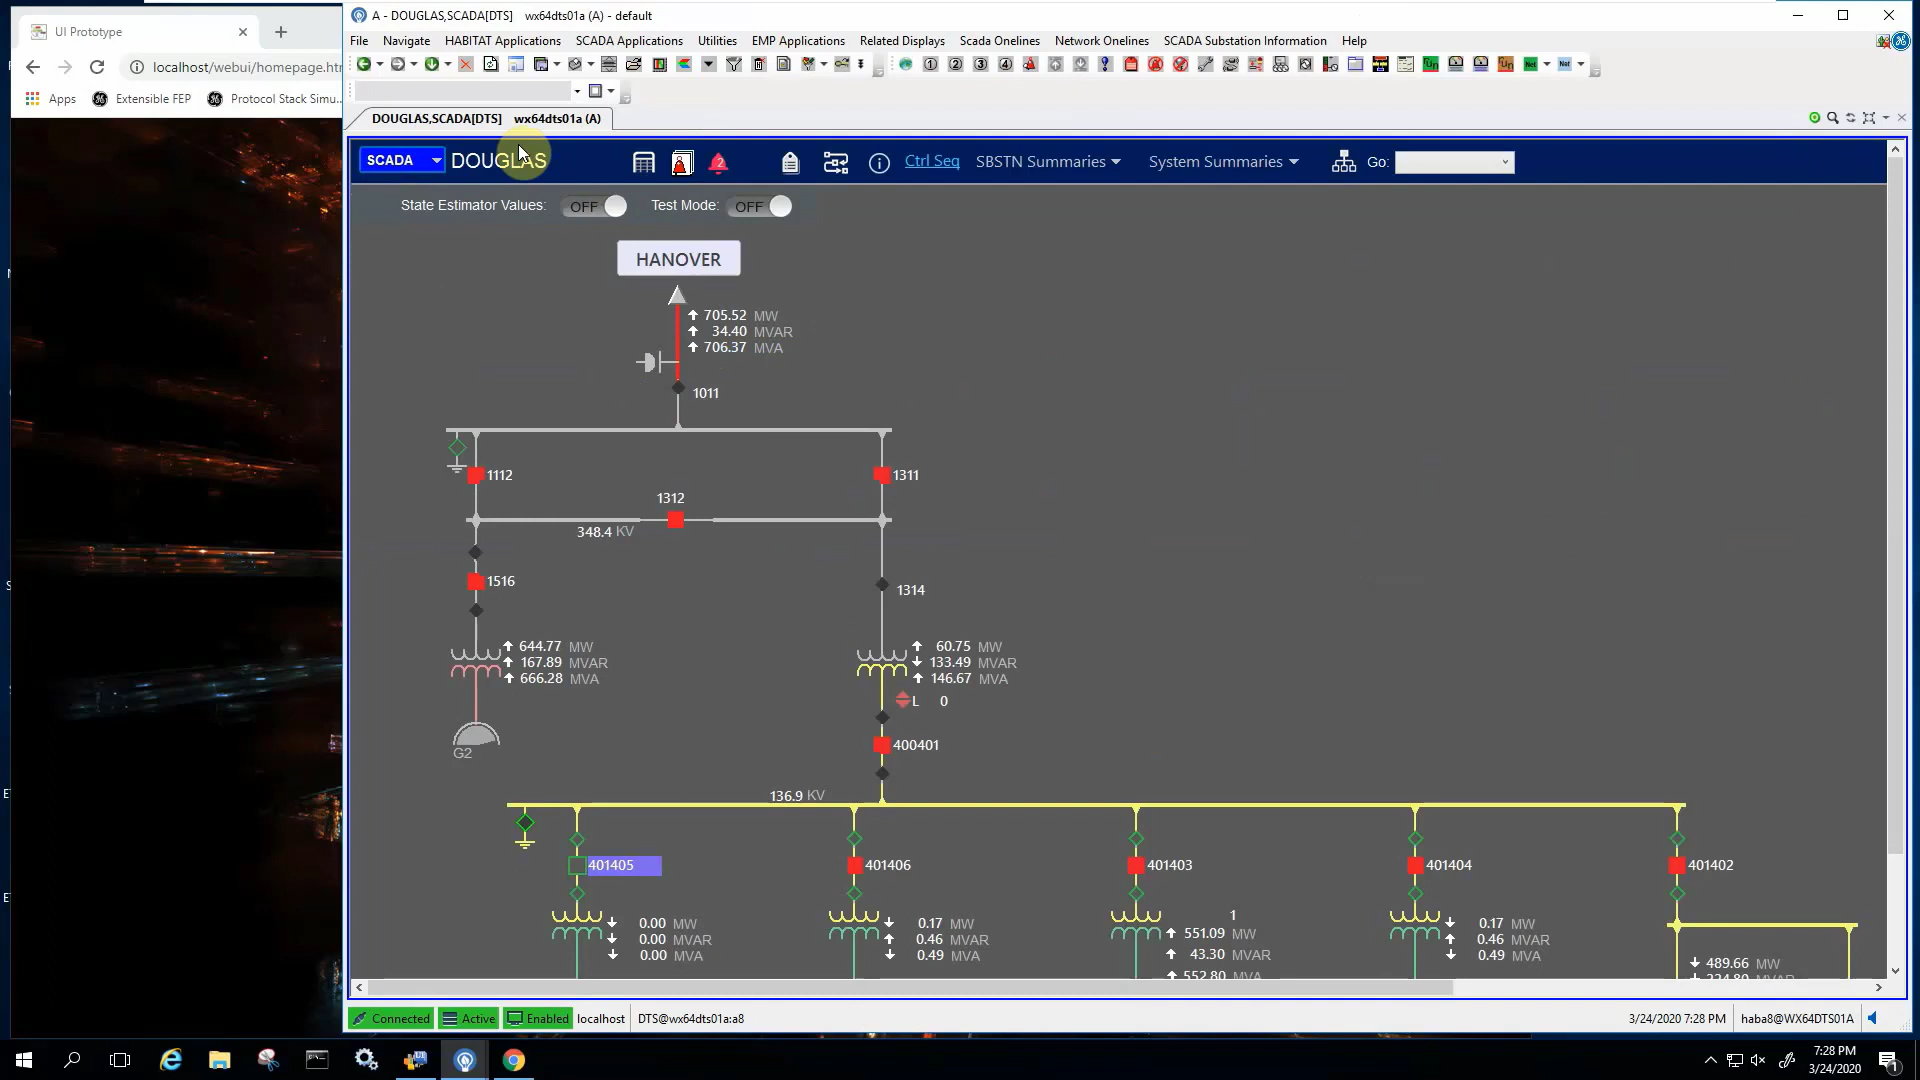 UI Prototype
localhost/webui/homepage.htm
Apps
Extensible FEP
Protocol Stack Simu...
A - DOUGLAS,SCADA[DTS] wx64dts01a (A) - default
File Navigate HABITAT Applications SCADA Applications Utilities EMP Applications Related Displays Scada Onelines Network Onelines SCADA Substation Information Help
DOUGLAS,SCADA[DTS] wx64dts01a (A)
SCADA DOUGLAS 2 Ctrl Seq SBSTN Summaries System Summaries Go:
State Estimator Values: OFF Test Mode: OFF
HANOVER
705.52 MW
34.40 MVAR
706.37 MVA
1011
1112
1311
1312
348.4 KV
1516
1314
644.77 MW
167.89 MVAR
666.28 MVA
60.75 MW
133.49 MVAR
146.67 MVA
L 0
G2
400401
136.9 KV
401405
401406
401403
401404
401402
0.00 MW
0.00 MVAR
0.00 MVA
0.17 MW
0.46 MVAR
0.49 MVA
1
551.09 MW
43.30 MVAR
552.80 MVA
0.17 MW
0.46 MVAR
0.49 MVA
489.66 MW
Connected Active Enabled localhost DTS@wx64dts01a:a8 3/24/2020 7:28 PM haba8@WX64DTS01A
7:28 PM
3/24/2020
1